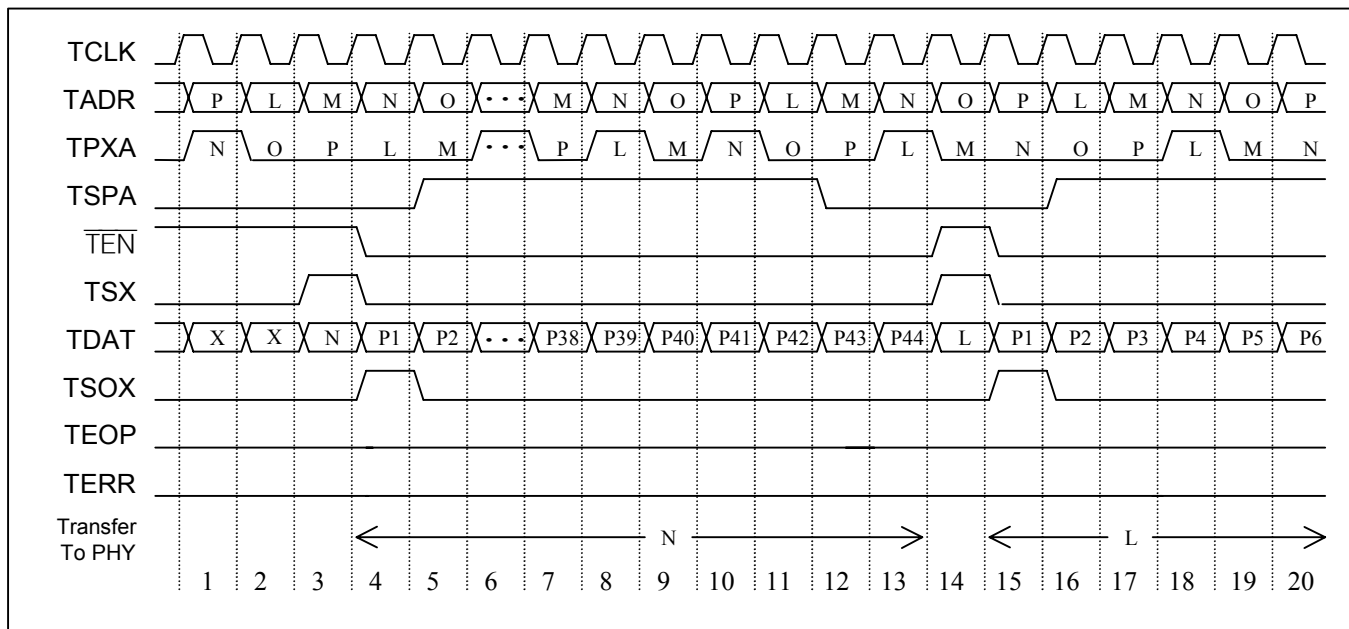 TCLK
TADR P L M N O ··· M N O P L M N O P L M N O P
TPXA N O P L M ··· P L M N O P L M N O P L M N
TSPA
T̅E̅N̅
TSX
TDAT X X N P1 P2 ··· P38 P39 P40 P41 P42 P43 P44 L P1 P2 P3 P4 P5 P6
TSOX
TEOP
TERR
Transfer
To PHY N L
1 2 3 4 5 6 7 8 9 10 11 12 13 14 15 16 17 18 19 20